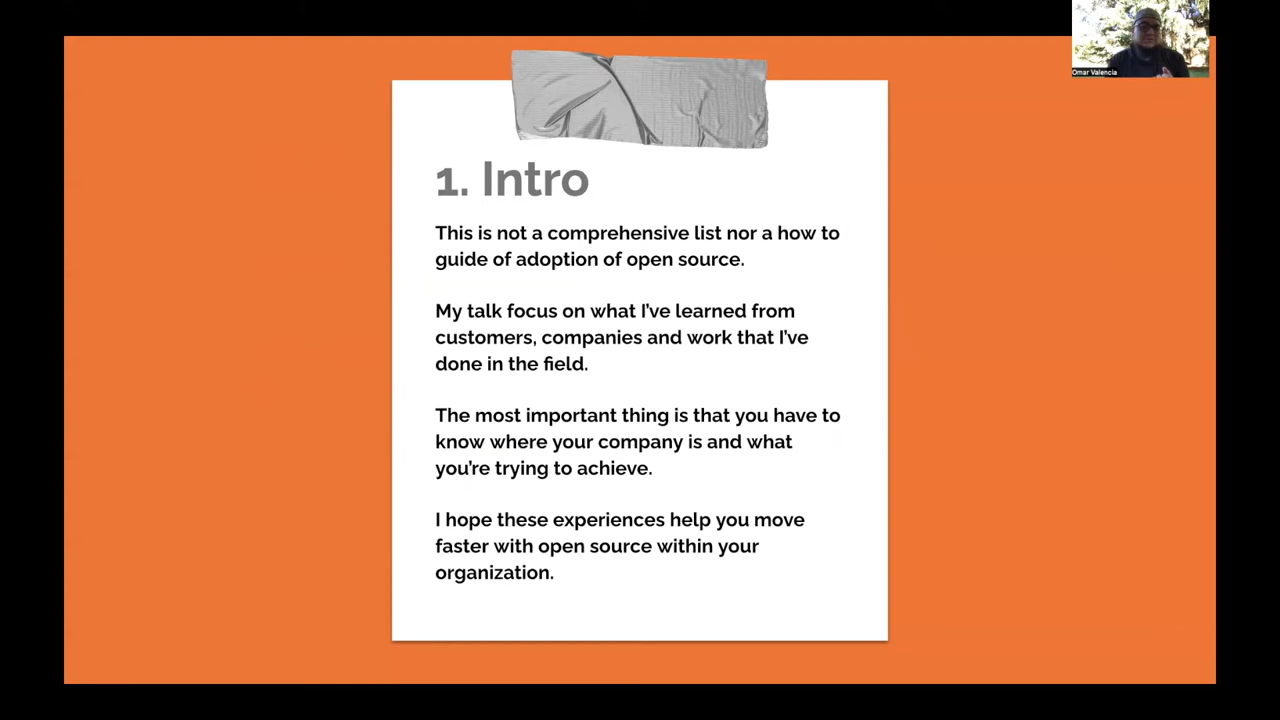 Omar Valencia
1. Intro
This is not a comprehensive list nor a how to
guide of adoption of open source.
My talk focus on what I've learned from
customers, companies and work that I've
done in the field.
The most important thing is that you have to
know where your company is and what
you're trying to achieve.
I hope these experiences help you move
faster with open source within your
organization.